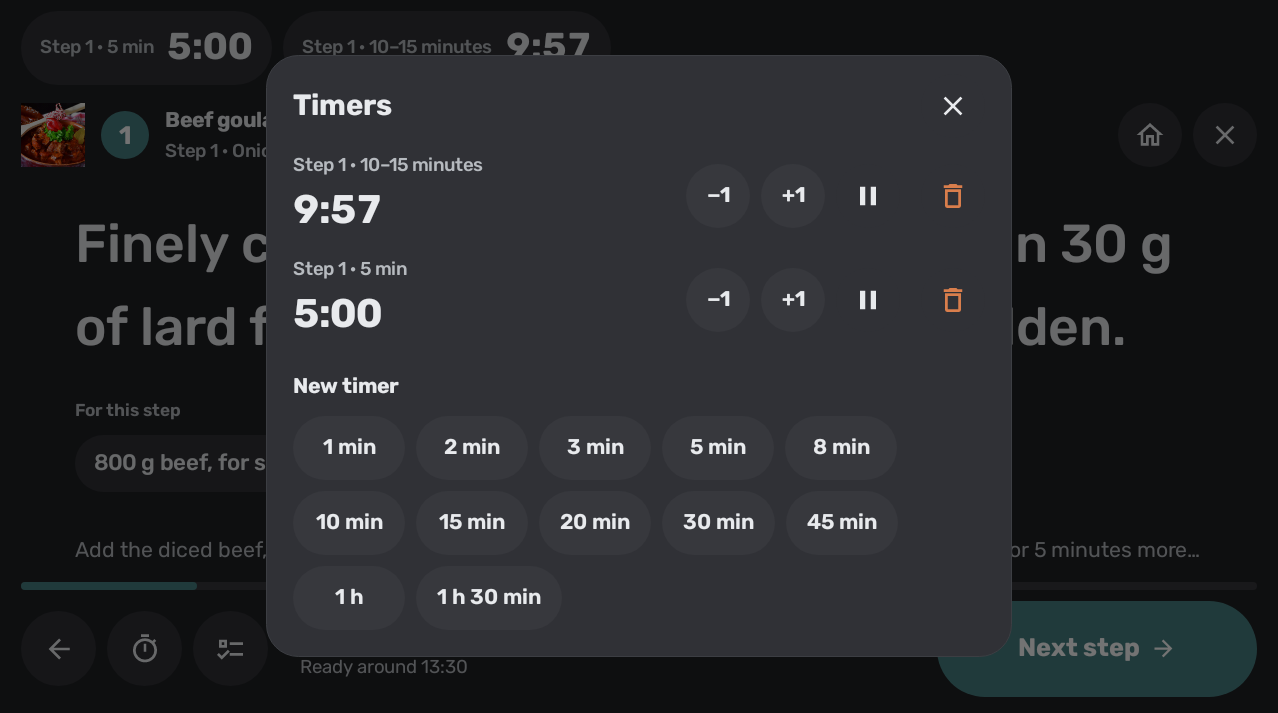 Step 1 • 5 min 5:00
Step 1 • 10–15 minutes 9:57
1
Beef goula
Step 1 • Onio
Finely c
n 30 g
of lard f
lden.
For this step
800 g beef, for s
Add the diced beef,
or 5 minutes more…
Ready around 13:30
Next step
Timers
Step 1 • 10–15 minutes
9:57
−1 +1
Step 1 • 5 min
5:00
−1 +1
New timer
1 min 2 min 3 min 5 min 8 min
10 min 15 min 20 min 30 min 45 min
1 h 1 h 30 min